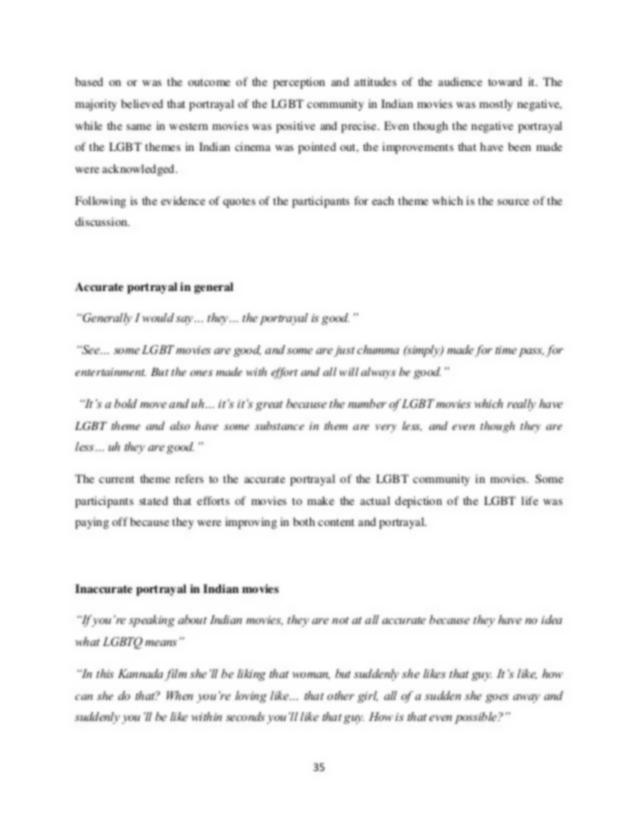 based on or was the outcome of the perception and attitudes of the audience toward it. The
majority believed that portrayal of the LGBT community in Indian movies was mostly negative,
while the same in western movies was positive and precise. Even though the negative portrayal
of the LGBT themes in Indian cinema was pointed out, the improvements that have been made
were acknowledged.
Following is the evidence of quotes of the participants for each theme which is the source of the
discussion.
Accurate portrayal in general
“Generally I would say… they… the portrayal is good.”
“See… some LGBT movies are good, and some are just chumma (simply) made for time pass, for
entertainment. But the ones made with effort and all will always be good.”
“It’s a bold move and uh… it’s it’s great because the number of LGBT movies which really have
LGBT theme and also have some substance in them are very less, and even though they are
less… uh they are good.”
The current theme refers to the accurate portrayal of the LGBT community in movies. Some
participants stated that efforts of movies to make the actual depiction of the LGBT life was
paying off because they were improving in both content and portrayal.
Inaccurate portrayal in Indian movies
“If you’re speaking about Indian movies, they are not at all accurate because they have no idea
what LGBTQ means”
“In this Kannada film she’ll be liking that woman, but suddenly she likes that guy. It’s like, how
can she do that? When you’re loving like… that other girl, all of a sudden she goes away and
suddenly you’ll be like within seconds you’ll like that guy. How is that even possible?”
35